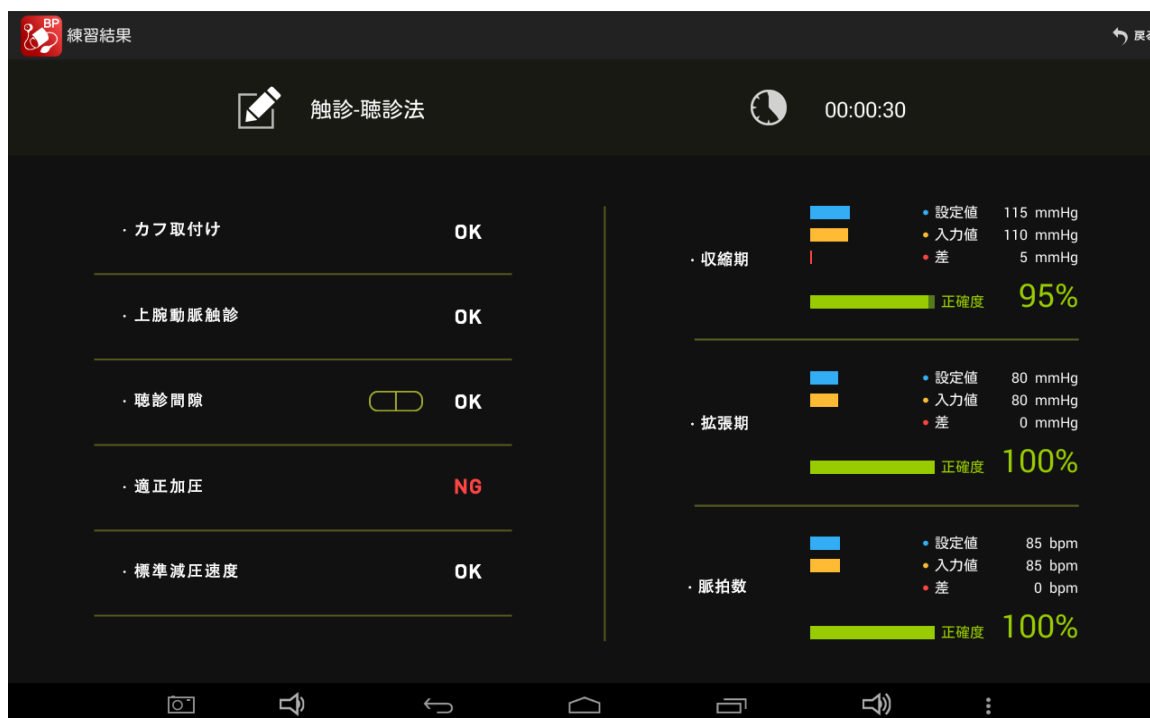 BP
練習結果
戻る
触診-聴診法
00:00:30
・カフ取付け OK
・上腕動脈触診 OK
・聴診間隙 OK
・適正加圧 NG
・標準減圧速度 OK
・収縮期
• 設定値 115 mmHg
• 入力値 110 mmHg
• 差 5 mmHg
正確度 95%
・拡張期
• 設定値 80 mmHg
• 入力値 80 mmHg
• 差 0 mmHg
正確度 100%
・脈拍数
• 設定値 85 bpm
• 入力値 85 bpm
• 差 0 bpm
正確度 100%